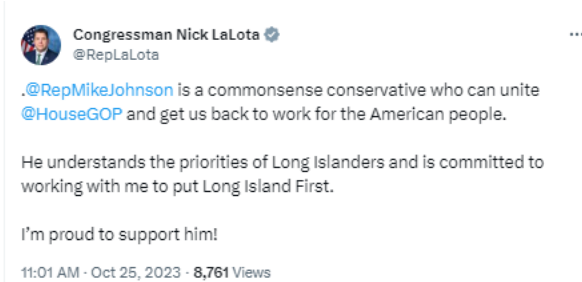 Congressman Nick LaLota
@RepLaLota
.@RepMikeJohnson is a commonsense conservative who can unite
@HouseGOP and get us back to work for the American people.
He understands the priorities of Long Islanders and is committed to
working with me to put Long Island First.
I'm proud to support him!
11:01 AM · Oct 25, 2023 · 8,761 Views